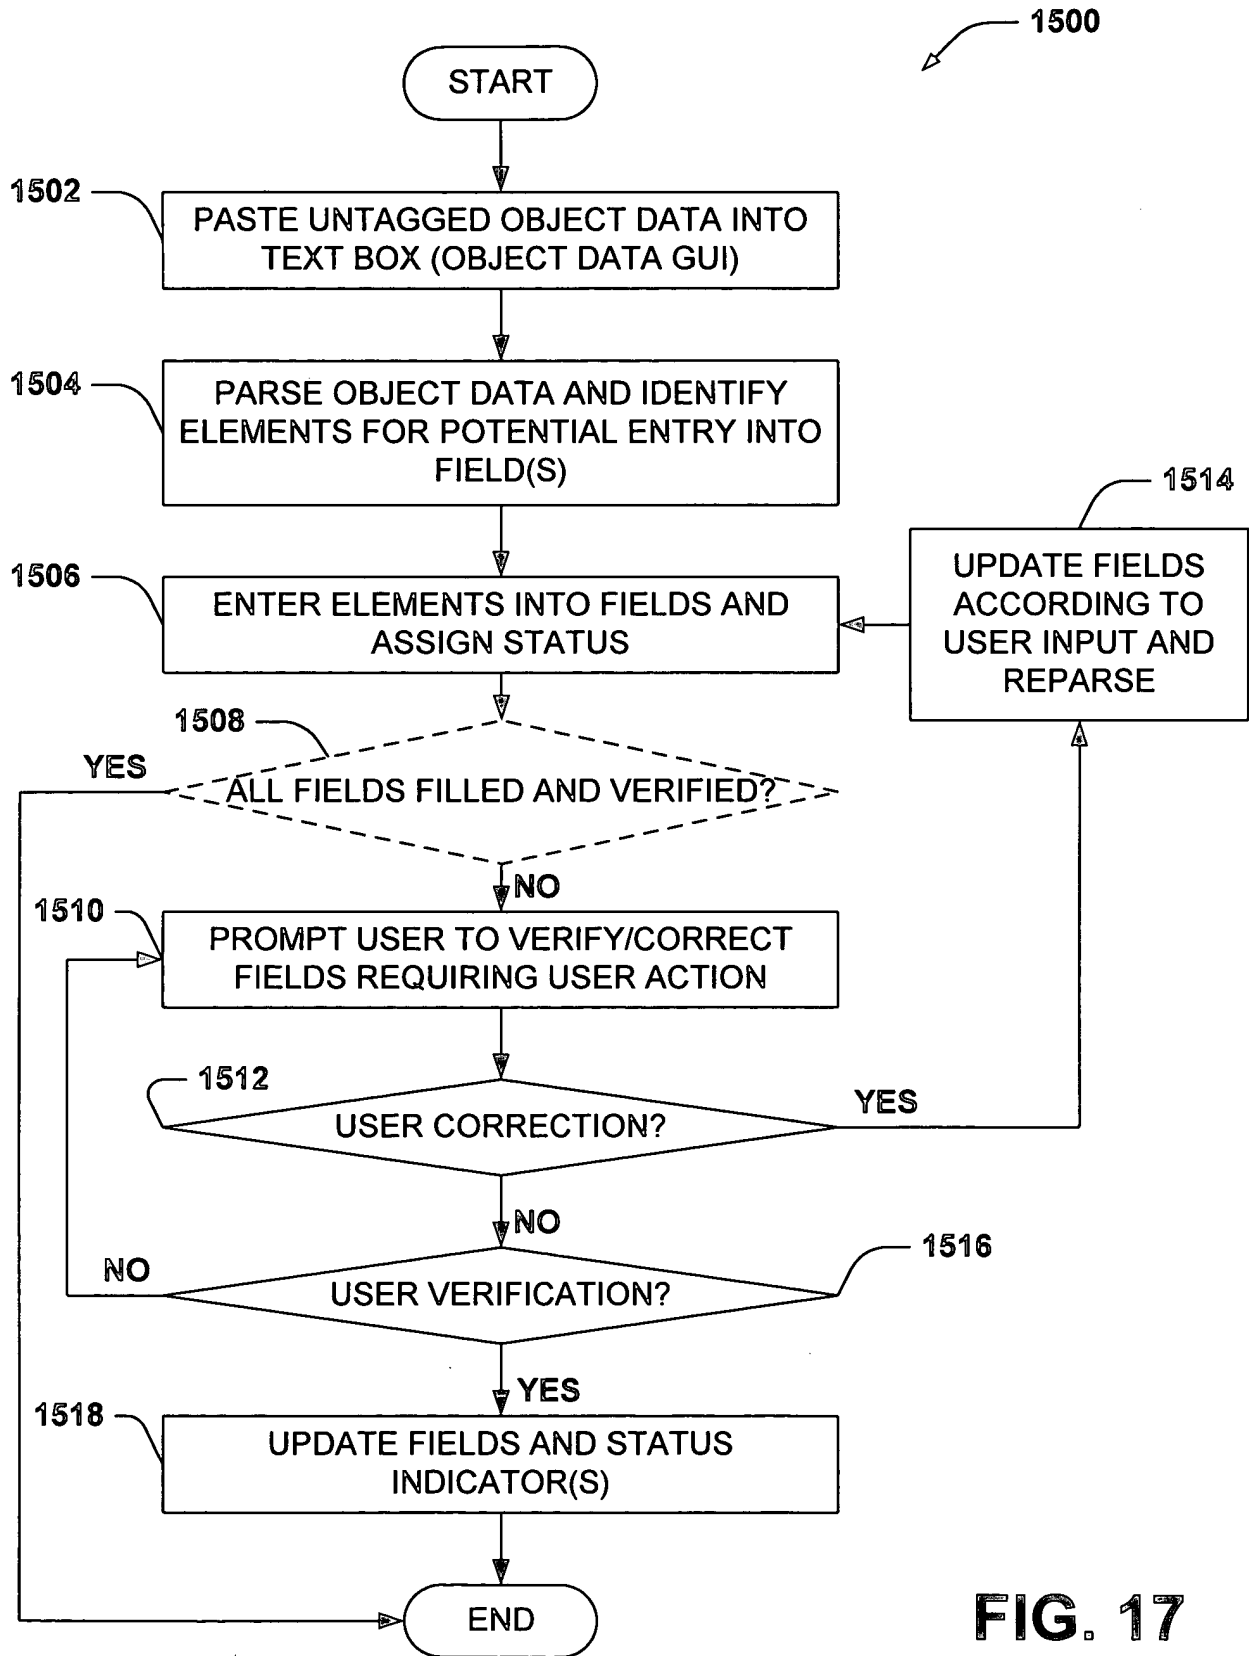 1500
START
1502
PASTE UNTAGGED OBJECT DATA INTO
TEXT BOX (OBJECT DATA GUI)
1504
PARSE OBJECT DATA AND IDENTIFY
ELEMENTS FOR POTENTIAL ENTRY INTO
FIELD(S)
1514
UPDATE FIELDS
ACCORDING TO
USER INPUT AND
REPARSE
1506
ENTER ELEMENTS INTO FIELDS AND
ASSIGN STATUS
1508
YES
ALL FIELDS FILLED AND VERIFIED?
NO
1510
PROMPT USER TO VERIFY/CORRECT
FIELDS REQUIRING USER ACTION
1512
YES
USER CORRECTION?
NO
1516
NO
USER VERIFICATION?
YES
1518
UPDATE FIELDS AND STATUS
INDICATOR(S)
END
FIG. 17